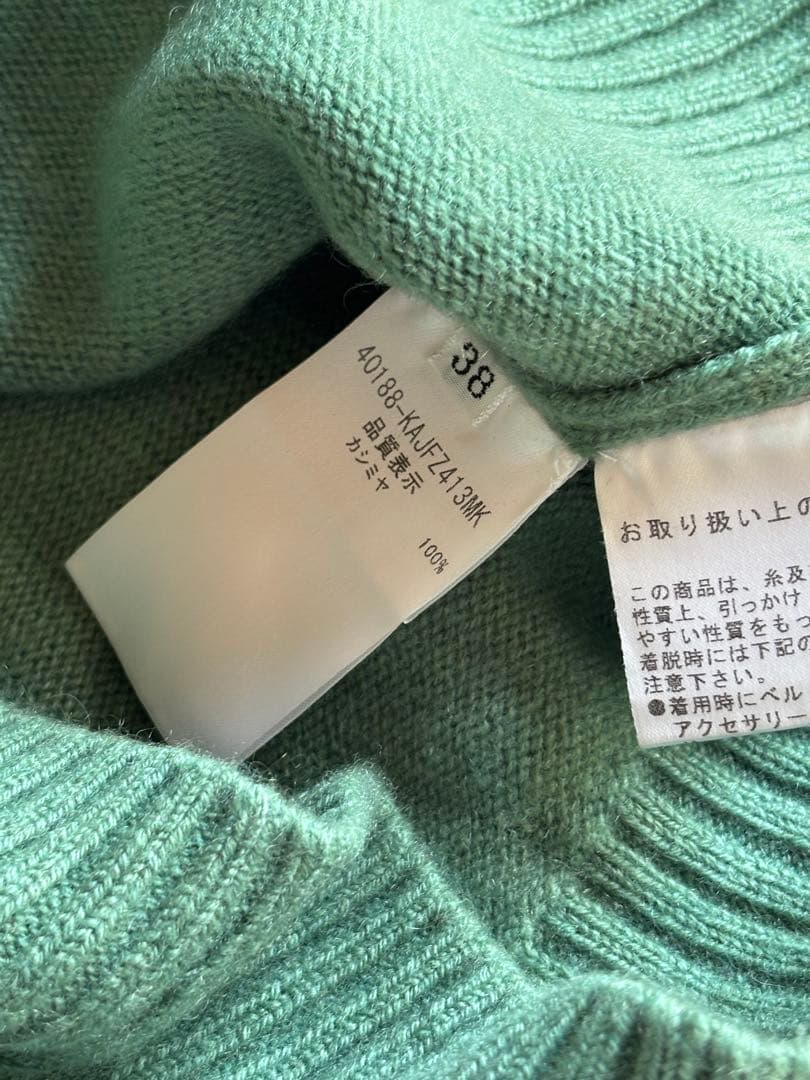 38
40188-KAJFZ413MK
品質表示
カシミヤ
100%
お取り扱い上の
この商品は、糸及
性質上、引っかけ
やすい性質をもっ
着脱時には下記の
注意下さい。
●着用時にベル
アクセサリー